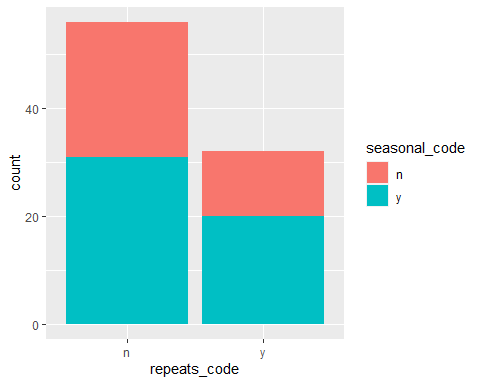 count
40
20
0
n
y
repeats_code
seasonal_code
n
y